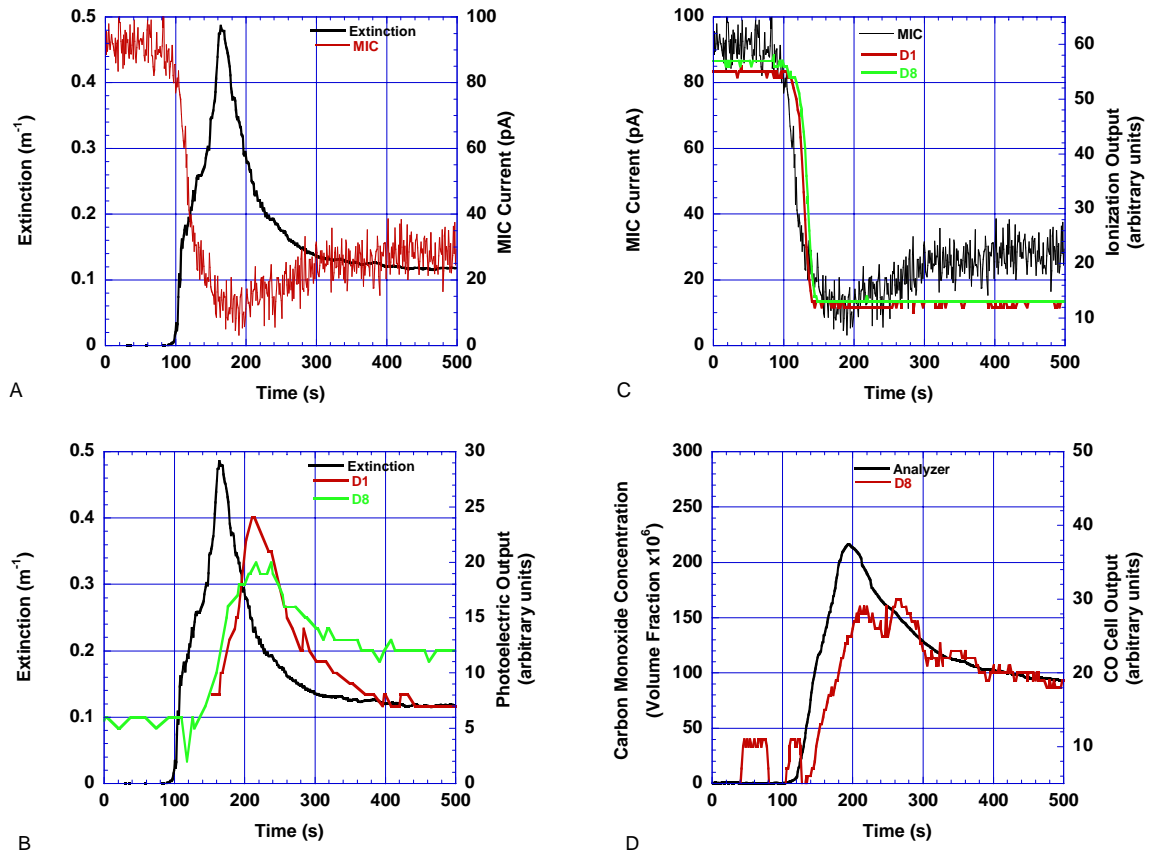 0.5
0.4
0.3
0.2
0.1
0
100
80
60
40
20
0
0 100 200 300 400 500
Extinction
MIC
Extinction (m-1)
MIC Current (pA)
Time (s)
A
100
80
60
40
20
0
60
50
40
30
20
10
0 100 200 300 400 500
MIC
D1
D8
MIC Current (pA)
Ionization Output
(arbitrary units)
Time (s)
C
0.5
0.4
0.3
0.2
0.1
0
30
25
20
15
10
5
0
0 100 200 300 400 500
Extinction
D1
D8
Extinction (m-1)
Photoelectric Output
(arbitrary units)
Time (s)
B
300
250
200
150
100
50
0
50
40
30
20
10
0 100 200 300 400 500
Analyzer
D8
Carbon Monoxide Concentration
(Volume Fraction x106)
CO Cell Output
(arbitrary units)
Time (s)
D